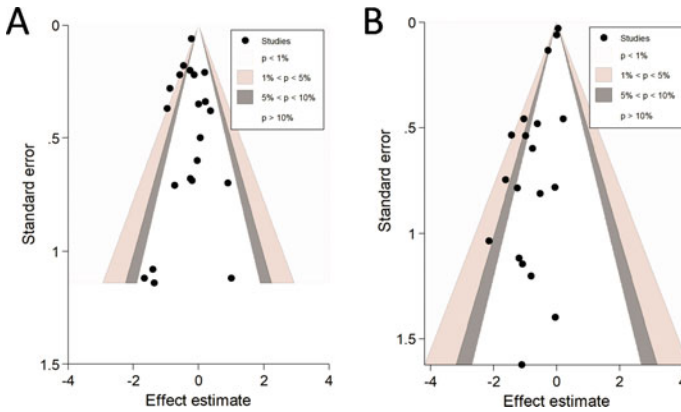 A
0
.5
1
1.5
Standard error
-4
-2
0
2
4
Effect estimate
Studies
p < 1%
1% < p < 5%
5% < p < 10%
p > 10%
B
0
.5
1
1.5
Standard error
-4
-2
0
2
4
Effect estimate
Studies
p < 1%
1% < p < 5%
5% < p < 10%
p > 10%